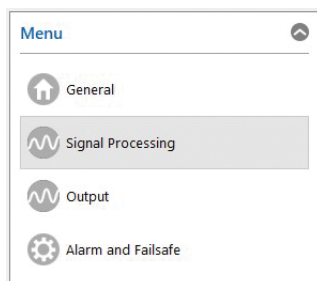 Menu
General
Signal Processing
Output
Alarm and Failsafe